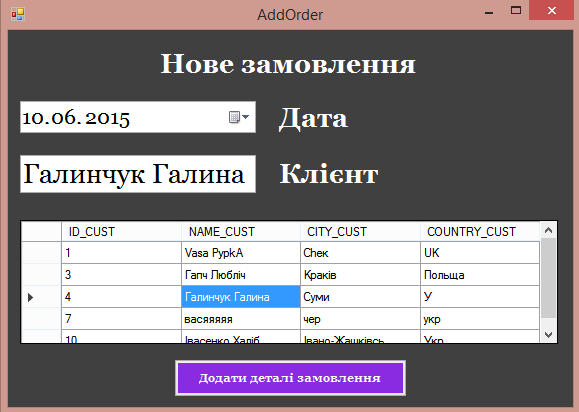 AddOrder
Нове замовлення
10.06.2015 Дата
Галинчук Галина Клієнт
ID_CUST NAME_CUST CITY_CUST COUNTRY_CUST
1 Vasa PypkA Chек UK
3 Гапч Любліч Краків Польща
4 Галинчук Галина Суми У
7 васяяяяя чер укр
10 Івасенко Халіб Івано-Жашківсь Укр
Додати деталі замовлення